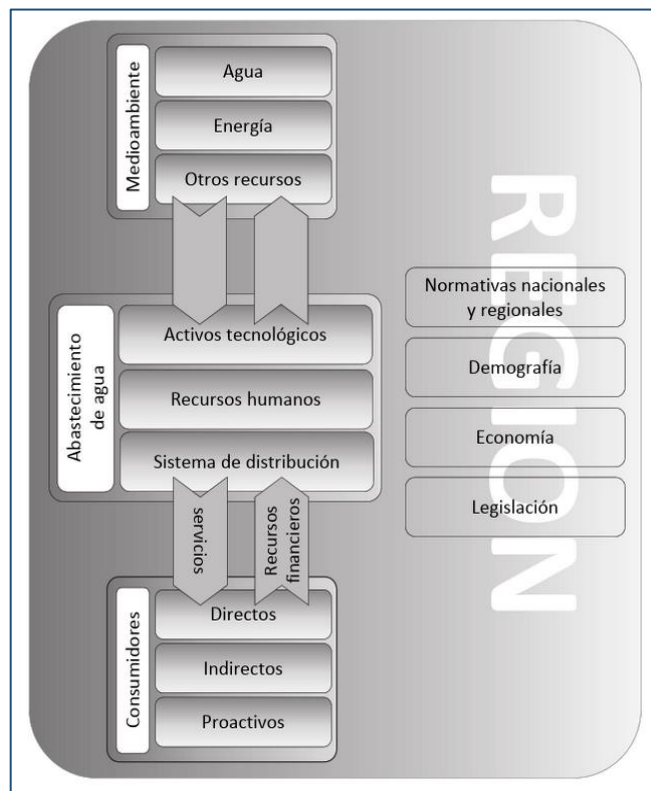 Medioambiente
Agua
Energía
Otros recursos
Abastecimiento
de agua
Activos tecnológicos
Recursos humanos
Sistema de distribución
servicios
Recursos
financieros
Consumidores
Directos
Indirectos
Proactivos
REGION
Normativas nacionales
y regionales
Demografía
Economía
Legislación